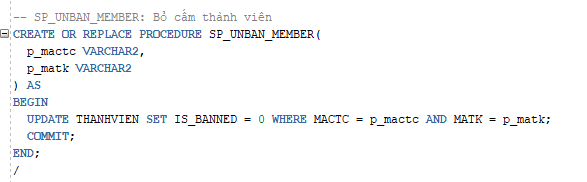 -- SP_UNBAN_MEMBER: Bỏ cấm thành viên
CREATE OR REPLACE PROCEDURE SP_UNBAN_MEMBER(
  p_mactc VARCHAR2,
  p_matk VARCHAR2
) AS
BEGIN
  UPDATE THANHVIEN SET IS_BANNED = 0 WHERE MACTC = p_mactc AND MATK = p_matk;
  COMMIT;
END;
/